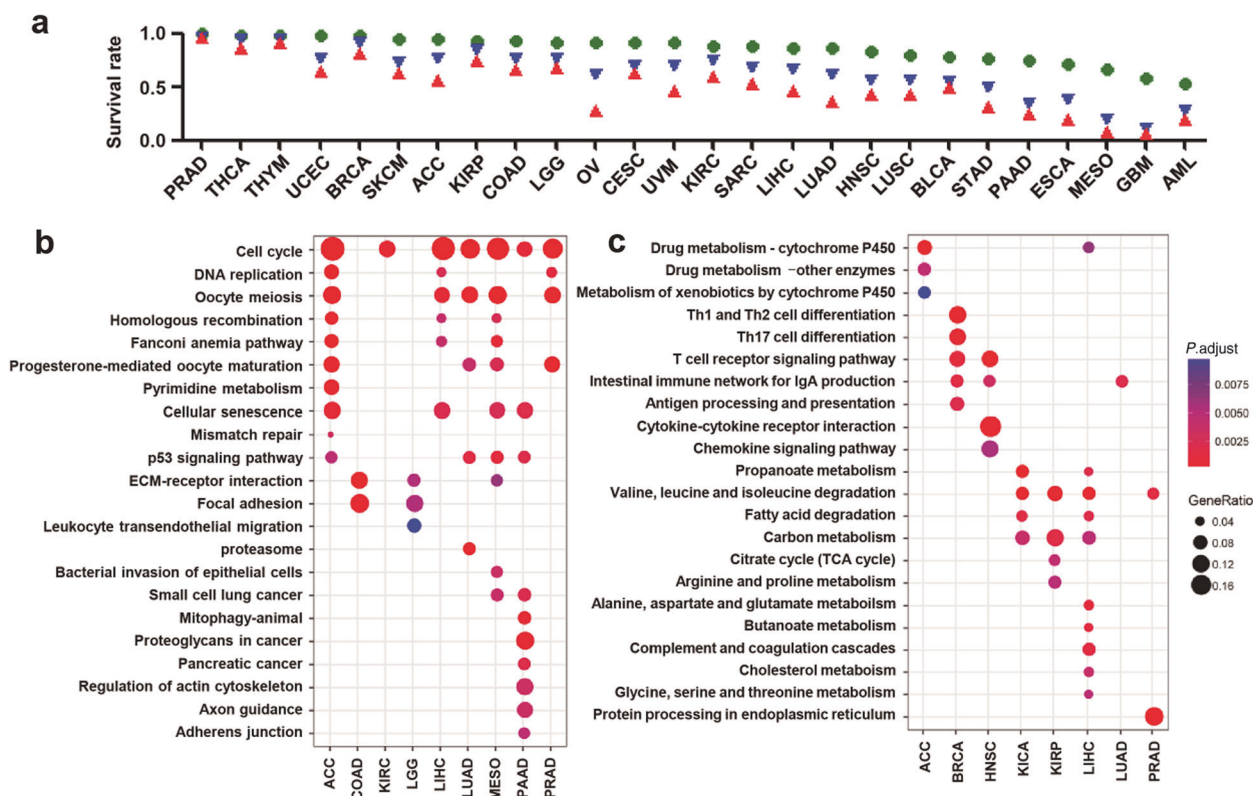 a
Survival rate
1.0
0.5
0.0
PRAD
THCA
THYM
UCEC
BRCA
SKCM
ACC
KIRP
COAD
LGG
OV
CESC
UVM
KIRC
SARC
LIHC
LUAD
HNSC
LUSC
BLCA
STAD
PAAD
ESCA
MESO
GBM
AML
b
Cell cycle
DNA replication
Oocyte meiosis
Homologous recombination
Fanconi anemia pathway
Progesterone-mediated oocyte maturation
Pyrimidine metabolism
Cellular senescence
Mismatch repair
p53 signaling pathway
ECM-receptor interaction
Focal adhesion
Leukocyte transendothelial migration
proteasome
Bacterial invasion of epithelial cells
Small cell lung cancer
Mitophagy-animal
Proteoglycans in cancer
Pancreatic cancer
Regulation of actin cytoskeleton
Axon guidance
Adherens junction
ACC
COAD
KIRC
LGG
LIHC
LUAD
MESO
PAAD
PRAD
c
Drug metabolism - cytochrome P450
Drug metabolism -other enzymes
Metabolism of xenobiotics by cytochrome P450
Th1 and Th2 cell differentiation
Th17 cell differentiation
T cell receptor signaling pathway
Intestinal immune network for IgA production
Antigen processing and presentation
Cytokine-cytokine receptor interaction
Chemokine signaling pathway
Propanoate metabolism
Valine, leucine and isoleucine degradation
Fatty acid degradation
Carbon metabolism
Citrate cycle (TCA cycle)
Arginine and proline metabolism
Alanine, aspartate and glutamate metaboilsm
Butanoate metabolism
Complement and coagulation cascades
Cholesterol metaboism
Glycine, serine and threonine metabolism
Protein processing in endoplasmic reticulum
ACC
BRCA
HNSC
KICA
KIRP
LIHC
LUAD
PRAD
P.adjust
0.0075
0.0050
0.0025
GeneRatio
0.04
0.08
0.12
0.16